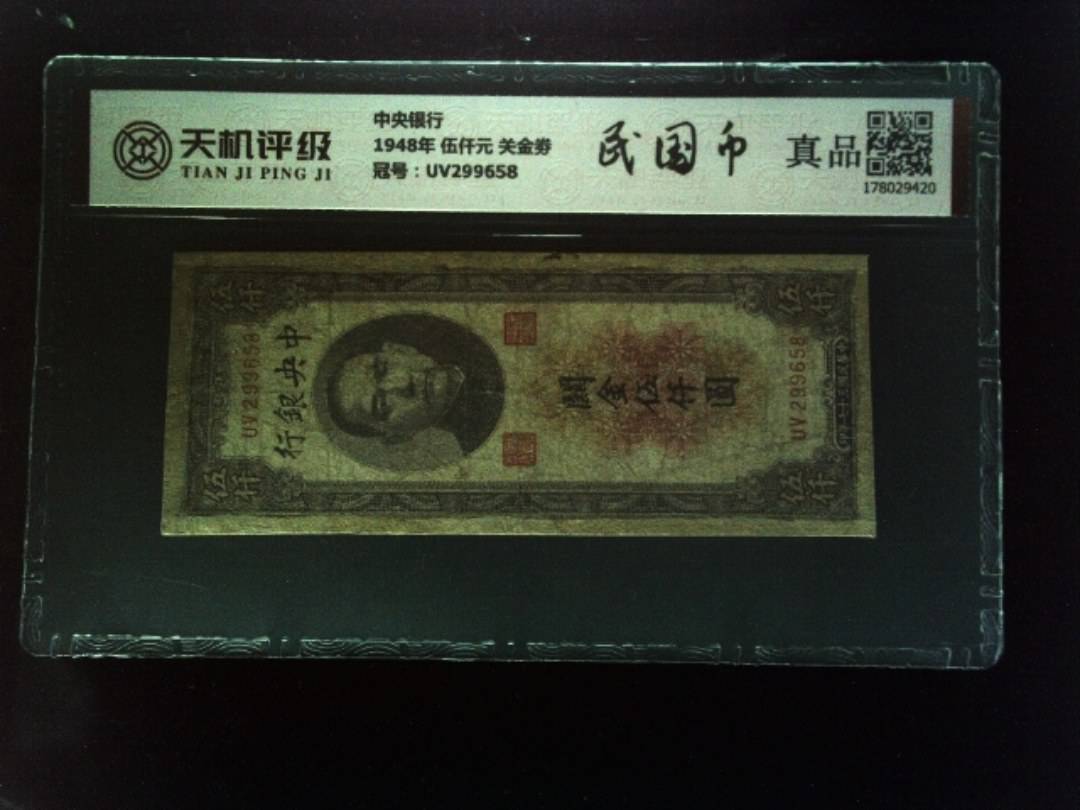 天机评级
TIAN JI PING JI
中央银行
1948年 伍仟元 关金券
冠号：UV299658
民国币
真品
178029420
伍仟
伍仟
UV299658
中央銀行
關金伍仟圓
UV299658
伍仟
伍仟